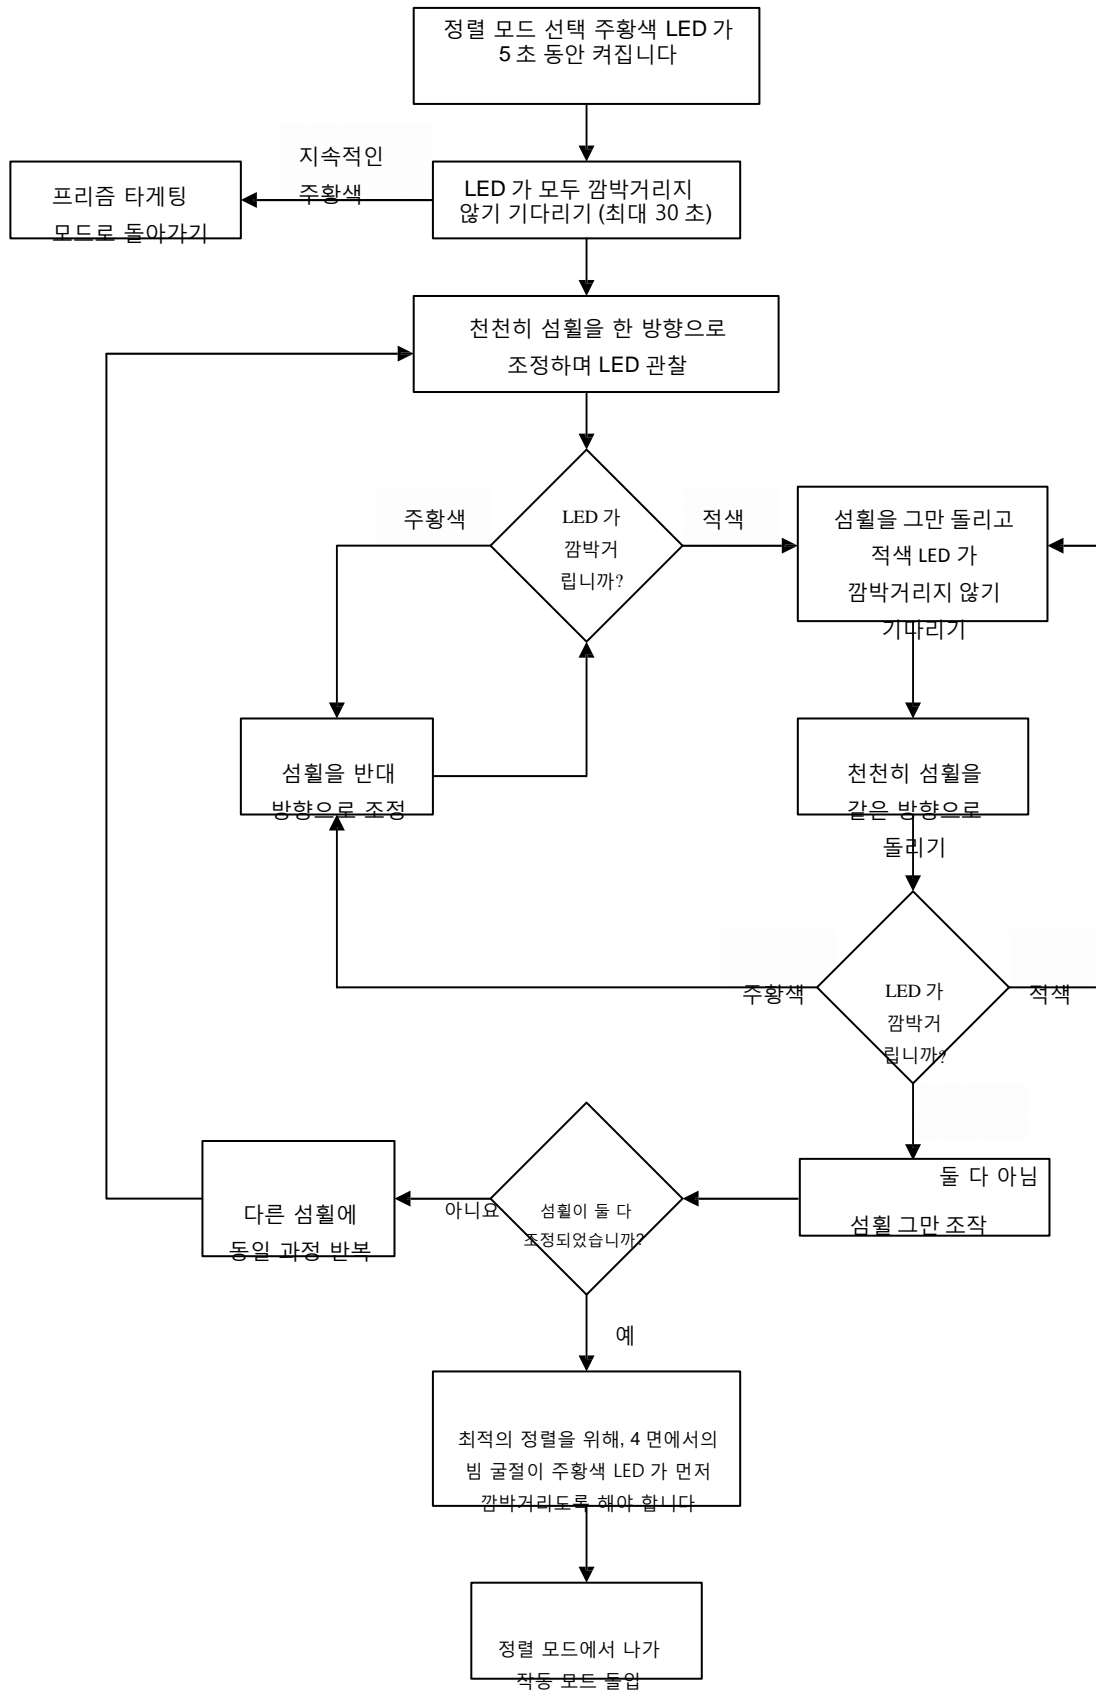 정렬 모드 선택 주황색 LED 가
5 초 동안 켜집니다
지속적인
주황색
프리즘 타게팅
모드로 돌아가기
LED 가 모두 깜박거리지
않기 기다리기 (최대 30 초)
천천히 섬휠을 한 방향으로
조정하며 LED 관찰
주황색
LED 가
깜박거
립니까?
적색
섬휠을 그만 돌리고
적색 LED 가
깜박거리지 않기
기다리기
섬휠을 반대
방향으로 조정
천천히 섬휠을
같은 방향으로
돌리기
주황색
LED 가
깜박거
립니까?
적색
둘 다 아님
섬휠 그만 조작
섬휠이 둘 다
조정되었습니까?
아니요
다른 섬휠에
동일 과정 반복
예
최적의 정렬을 위해, 4 면에서의
빔 굴절이 주황색 LED 가 먼저
깜박거리도록 해야 합니다
정렬 모드에서 나가
작동 모드 돌입